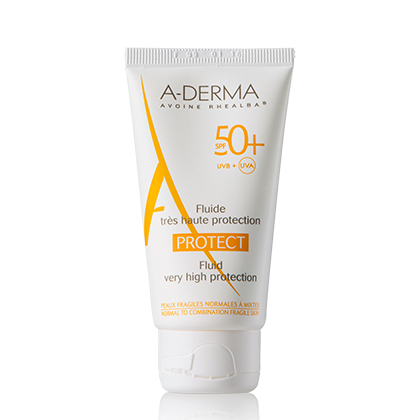 A-DERMA
AVOINE RHEALBA®
SPF 50+
UVB + UVA
Fluide
très haute protection
PROTECT
Fluid
very high protection
PEAUX FRAGILES NORMALES À MIXTES
NORMAL TO COMBINATION FRAGILE SKIN